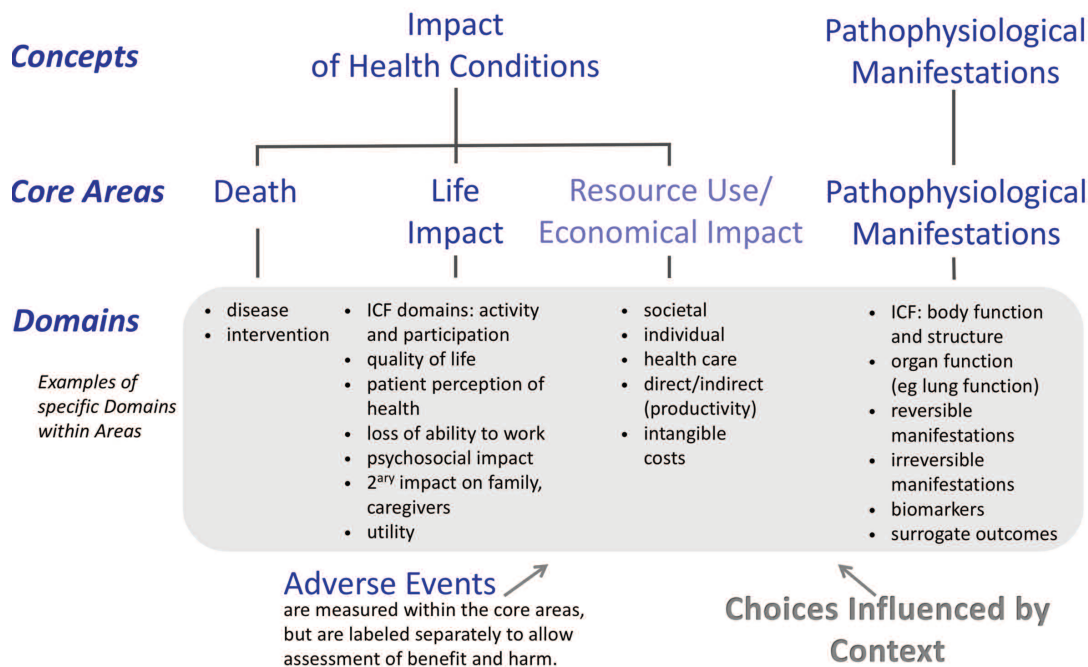 Concepts
Impact
of Health Conditions
Pathophysiological
Manifestations
Core Areas
Death
Life
Impact
Resource Use/
Economical Impact
Pathophysiological
Manifestations
Domains
Examples of
specific Domains
within Areas
• disease
• intervention
• ICF domains: activity
and participation
• quality of life
• patient perception of
health
• loss of ability to work
• psychosocial impact
• 2ary impact on family,
caregivers
• utility
• societal
• individual
• health care
• direct/indirect
(productivity)
• intangible
costs
• ICF: body function
and structure
• organ function
(eg lung function)
• reversible
manifestations
• irreversible
manifestations
• biomarkers
• surrogate outcomes
Adverse Events
are measured within the core areas,
but are labeled separately to allow
assessment of benefit and harm.
Choices Influenced by
Context